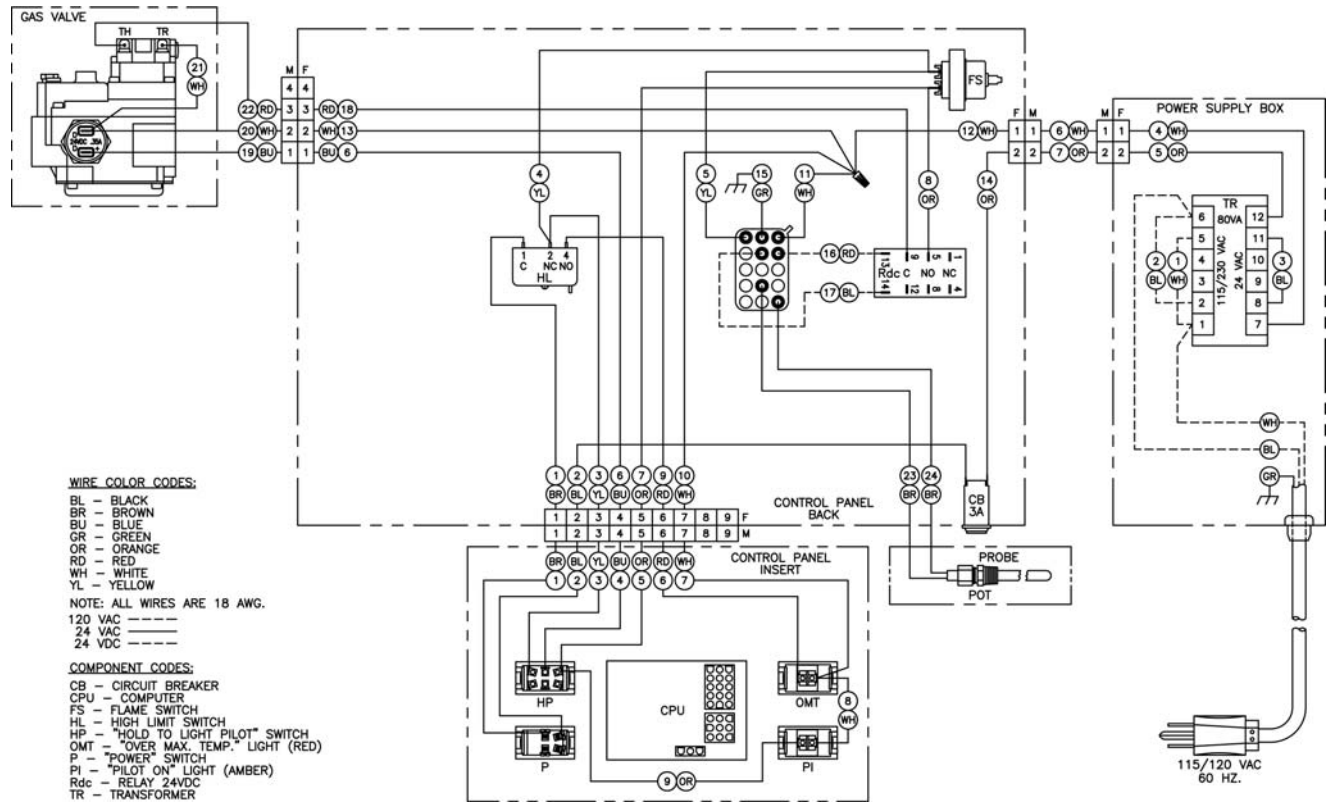 GAS VALVE
TH TR
21
WH
24VDC .35A
M F
4 4
22 RD 3 3 RD 18
20 WH 2 2 WH 13
19 BU 1 1 BU 6
FS
4
YL
5
YL
15
GR
11
WH
8
OR
14
OR
12 WH
F M
1 1
2 2
6 WH
7 OR
M F
1 1
2 2
POWER SUPPLY BOX
4 WH
5 OR
1 2 4
C NC NO
HL
16 RD
17 BL
13 9 5 1
Rdc C NO NC
14 12 8 4
TR
80VA
115/230 VAC
24 VAC
6 12
5 11
4 10
3 9
2 8
1 7
2
BL
1
WH
3
BL
WH
BL
GR
1 2 3 6 7 9 10
BR BL YL BU OR RD WH
23 24
BR BR
CB
3A
CONTROL PANEL
BACK
1 2 3 4 5 6 7 8 9 F
1 2 3 4 5 6 7 8 9 M
BR BL YL BU OR RD WH
1 2 3 4 5 6 7
CONTROL PANEL
INSERT
PROBE
POT
HP
CPU
OMT
8
WH
P
PI
9 OR
115/120 VAC
60 HZ.
WIRE COLOR CODES:
BL – BLACK
BR – BROWN
BU – BLUE
GR – GREEN
OR – ORANGE
RD – RED
WH – WHITE
YL – YELLOW
NOTE: ALL WIRES ARE 18 AWG.
120 VAC
24 VAC
24 VDC
COMPONENT CODES:
CB – CIRCUIT BREAKER
CPU – COMPUTER
FS – FLAME SWITCH
HL – HIGH LIMIT SWITCH
HP – "HOLD TO LIGHT PILOT" SWITCH
OMT – "OVER MAX. TEMP." LIGHT (RED)
P – "POWER" SWITCH
PI – "PILOT ON" LIGHT (AMBER)
Rdc – RELAY 24VDC
TR – TRANSFORMER